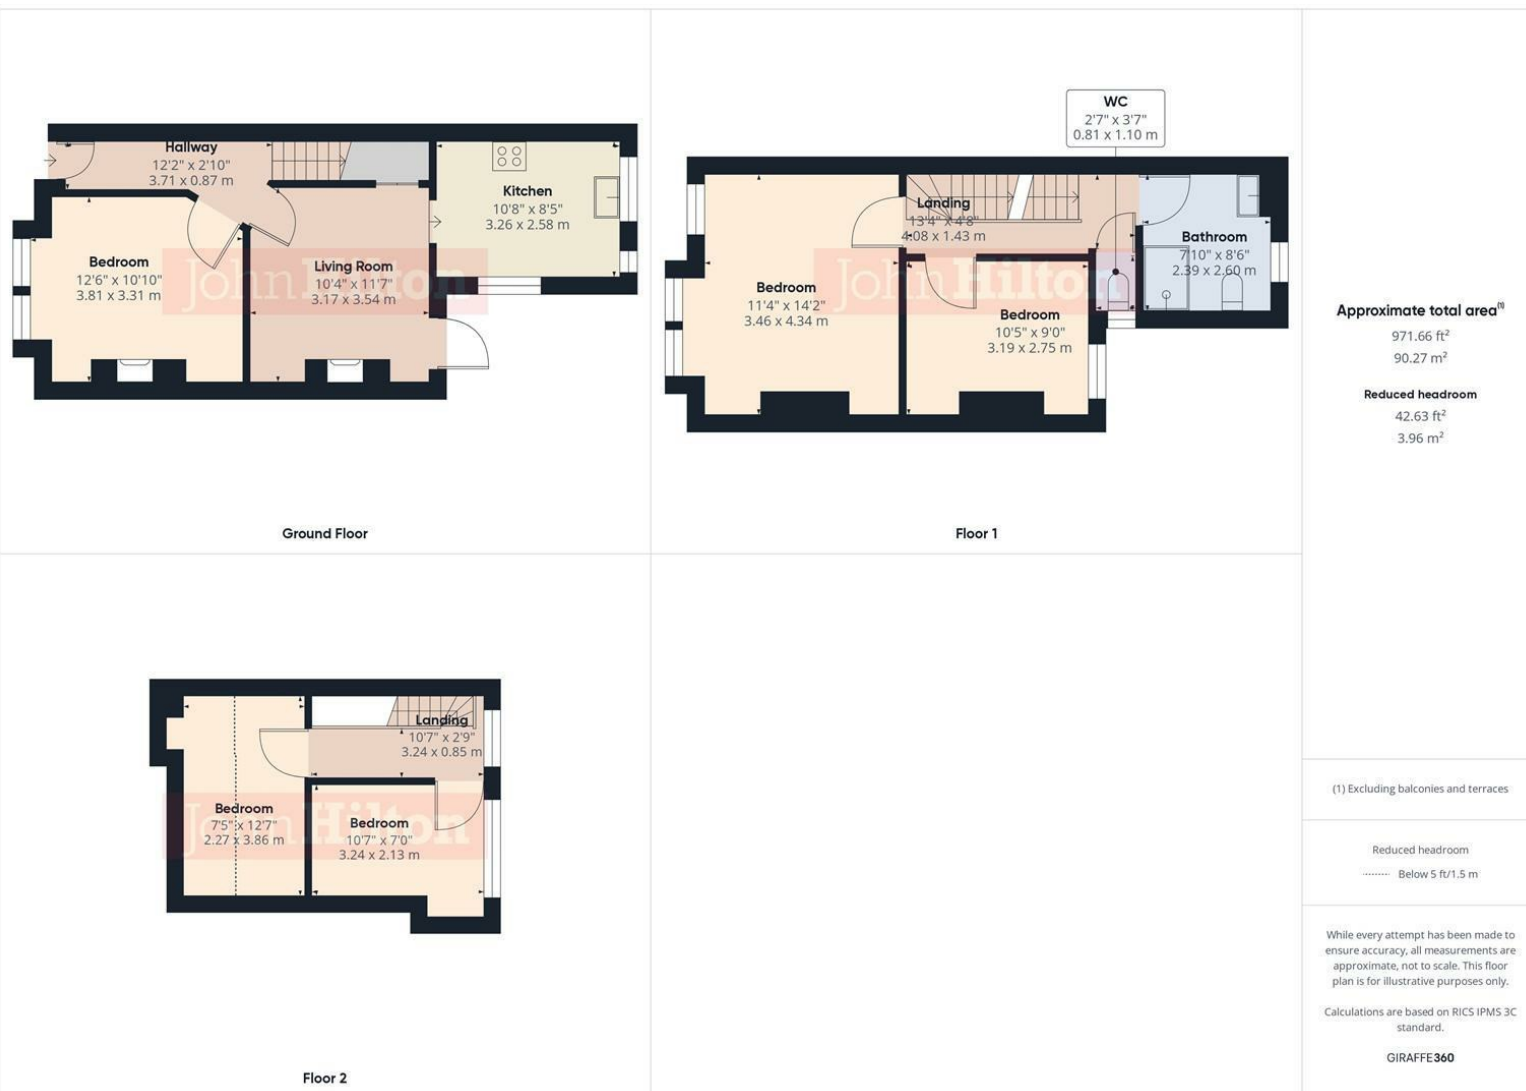 Hallway
12'2" x 2'10"
3.71 x 0.87 m
Kitchen
10'8" x 8'5"
3.26 x 2.58 m
Bedroom
12'6" x 10'10"
3.81 x 3.31 m
Living Room
10'4" x 11'7"
3.17 x 3.54 m
John Hilton
Ground Floor
WC
2'7" x 3'7"
0.81 x 1.10 m
Landing
13'4" x 4'8"
4.08 x 1.43 m
Bathroom
7'10" x 8'6"
2.39 x 2.60 m
Bedroom
11'4" x 14'2"
3.46 x 4.34 m
Bedroom
10'5" x 9'0"
3.19 x 2.75 m
John Hilton
Floor 1
Landing
10'7" x 2'9"
3.24 x 0.85 m
Bedroom
7'5" x 12'7"
2.27 x 3.86 m
Bedroom
10'7" x 7'0"
3.24 x 2.13 m
John Hilton
Floor 2
Approximate total area⁽¹⁾
971.66 ft²
90.27 m²
Reduced headroom
42.63 ft²
3.96 m²
(1) Excluding balconies and terraces
Reduced headroom
Below 5 ft/1.5 m
While every attempt has been made to
ensure accuracy, all measurements are
approximate, not to scale. This floor
plan is for illustrative purposes only.
Calculations are based on RICS IPMS 3C
standard.
GIRAFFE360